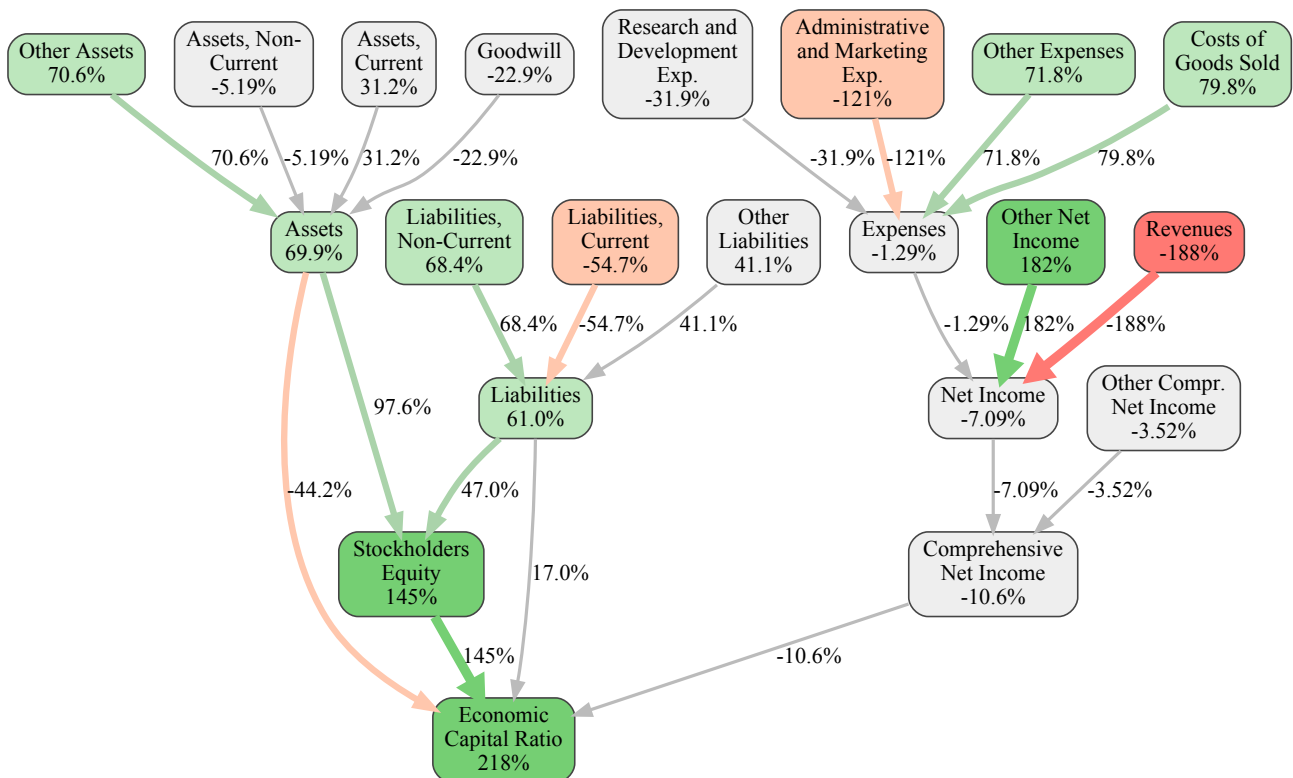 Other Assets
70.6%
Assets, Non-
Current
-5.19%
Assets,
Current
31.2%
Goodwill
-22.9%
Research and
Development
Exp.
-31.9%
Administrative
and Marketing
Exp.
-121%
Other Expenses
71.8%
Costs of
Goods Sold
79.8%
70.6%
-5.19%
31.2%
-22.9%
-31.9%
-121%
71.8%
79.8%
Assets
69.9%
Liabilities,
Non-Current
68.4%
Liabilities,
Current
-54.7%
Other
Liabilities
41.1%
Expenses
-1.29%
Other Net
Income
182%
Revenues
-188%
68.4%
-54.7%
41.1%
-1.29%
182%
-188%
97.6%
Liabilities
61.0%
Net Income
-7.09%
Other Compr.
Net Income
-3.52%
-44.2%
47.0%
17.0%
-7.09%
-3.52%
Stockholders
Equity
145%
Comprehensive
Net Income
-10.6%
145%
-10.6%
Economic
Capital Ratio
218%